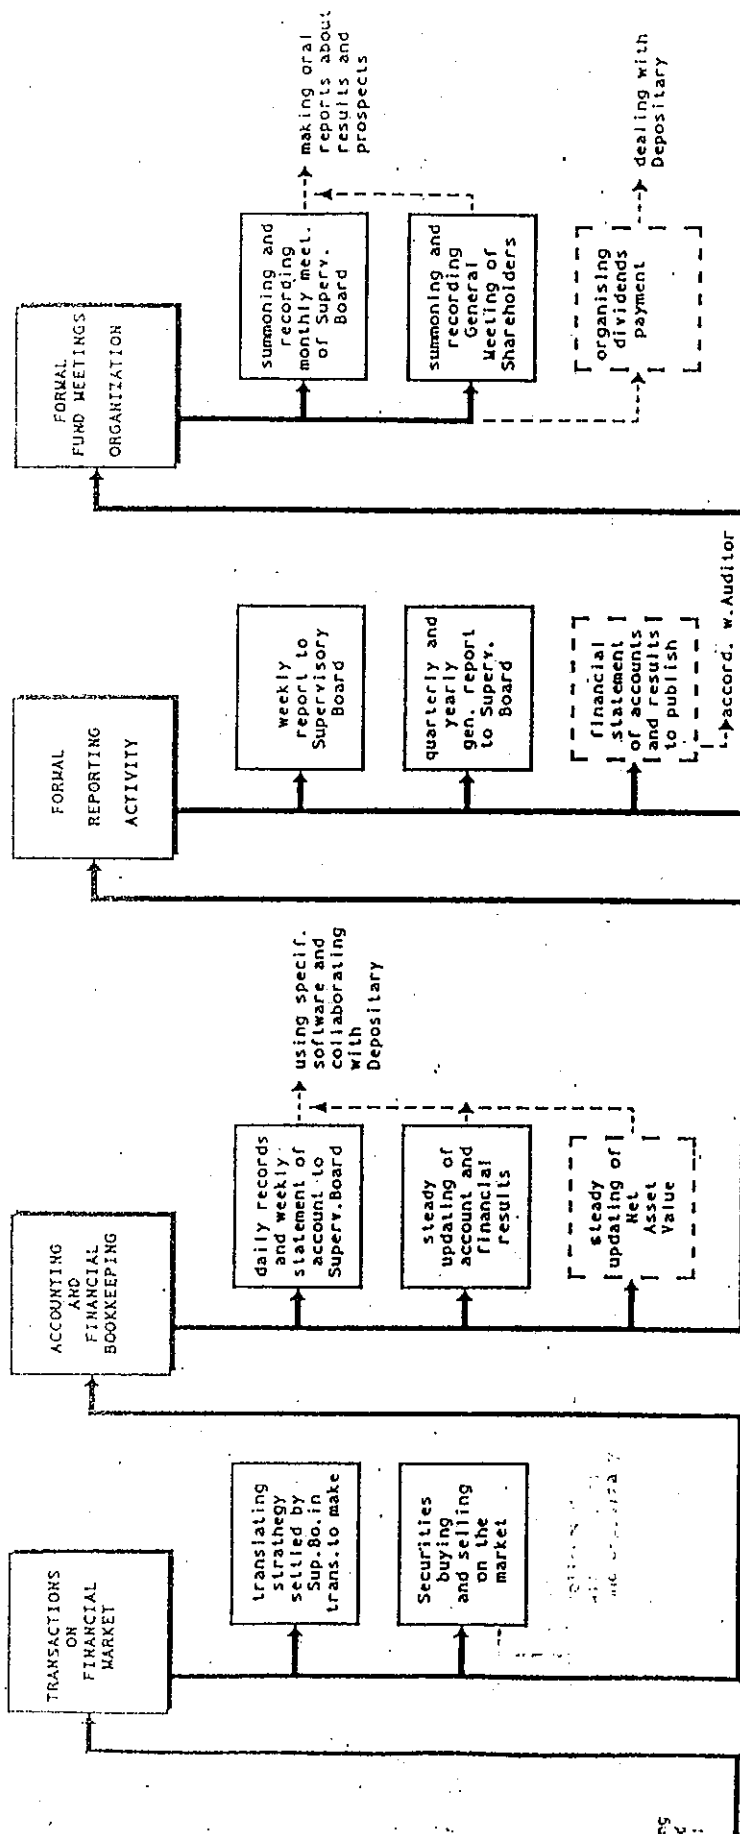 TRANSACTIONS
ON
FINANCIAL
MARKET
translating
strathegy
settled by
Sup.Bo.in
trans.to make
Securities
buying
and selling
on the
market
ACCOUNTING
AND
FINANCIAL
BOOKKEEPING
daily records
and weekly
statement of
account to
Superv.Board
using specif.
software and
collaborating
with
Depositary
steady
updating of
account and
financial
results
steady
updating of
Net
Asset
Value
FORMAL
REPORTING
ACTIVITY
weekly
report to
Supervisory
Board
quarterly and
yearly
gen. report
to Superv.
Board
financial
statement
of accounts
and results
to publish
accord. w.Auditor
FORMAL
FUND MEETINGS
ORGANIZATION
summoning and
recording
monthly meet.
of Superv.
Board
making oral
reports about
results and
prospects
summoning and
recording
General
Meeting of
Shareholders
organising
dividends
payment
dealing with
Depositary